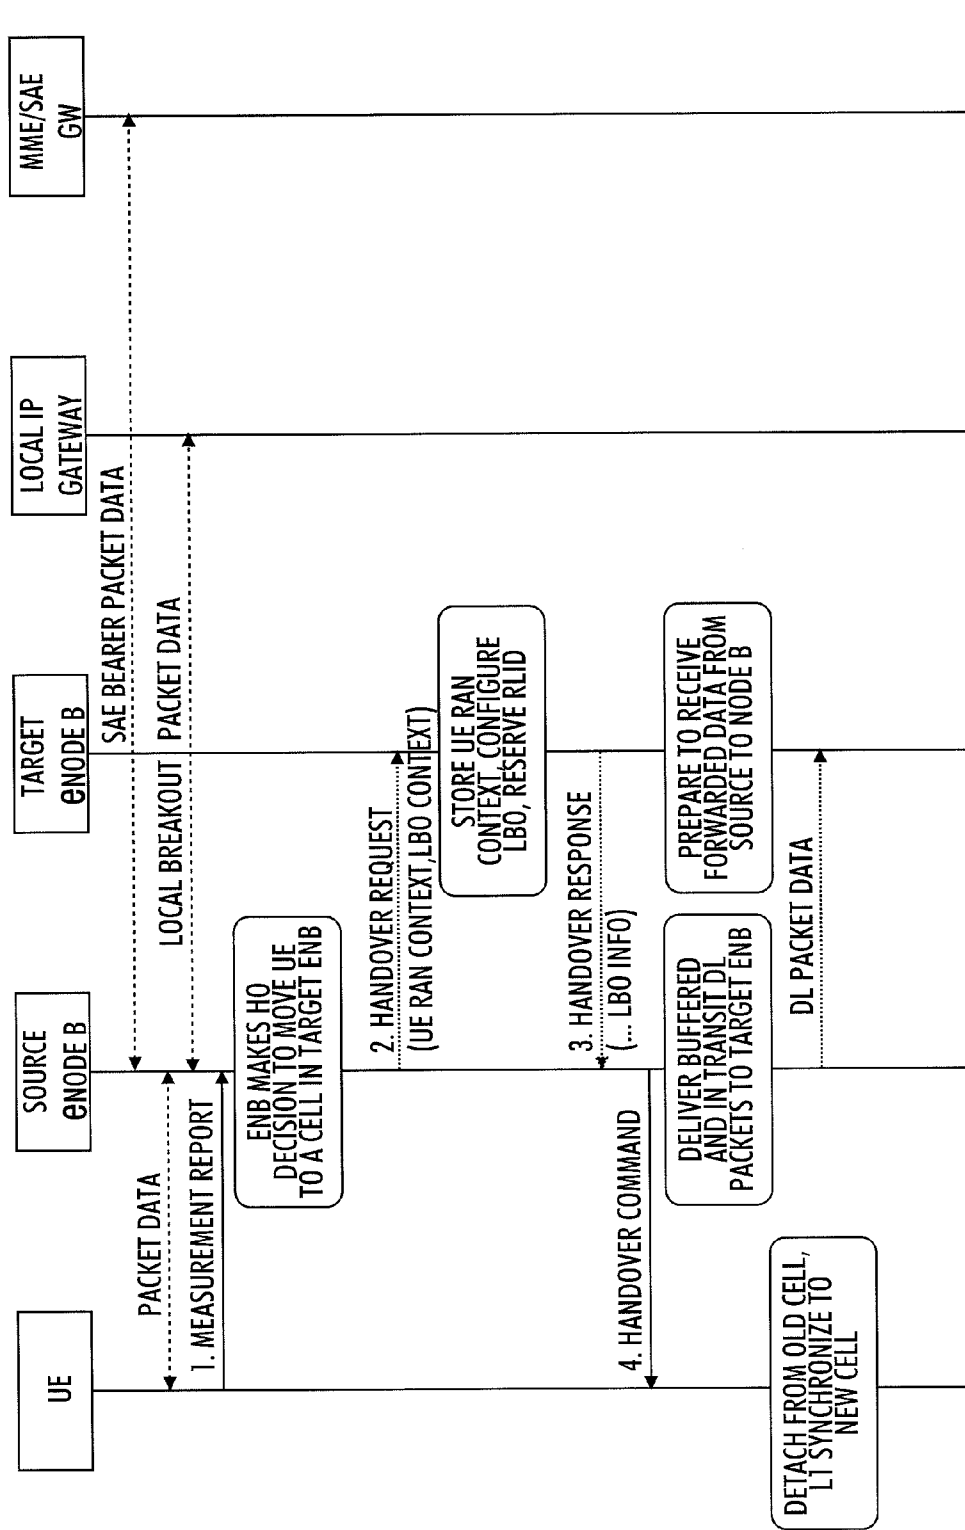 UE
SOURCE
eNODE B
TARGET
eNODE B
LOCAL IP
GATEWAY
MME/SAE
GW
SAE BEARER PACKET DATA
PACKET DATA
LOCAL BREAKOUT PACKET DATA
1. MEASUREMENT REPORT
ENB MAKES HO
DECISION TO MOVE UE
TO A CELL IN TARGET ENB
2. HANDOVER REQUEST
(UE RAN CONTEXT,LBO CONTEXT)
STORE UE RAN
CONTEXT, CONFIGURE
LBO, RESERVE RLID
3. HANDOVER RESPONSE
(... LBO INFO)
4. HANDOVER COMMAND
DELIVER BUFFERED
AND IN TRANSIT DL
PACKETS TO TARGET ENB
PREPARE TO RECEIVE
FORWARDED DATA FROM
SOURCE TO NODE B
DETACH FROM OLD CELL,
LT SYNCHRONIZE TO
NEW CELL
DL PACKET DATA